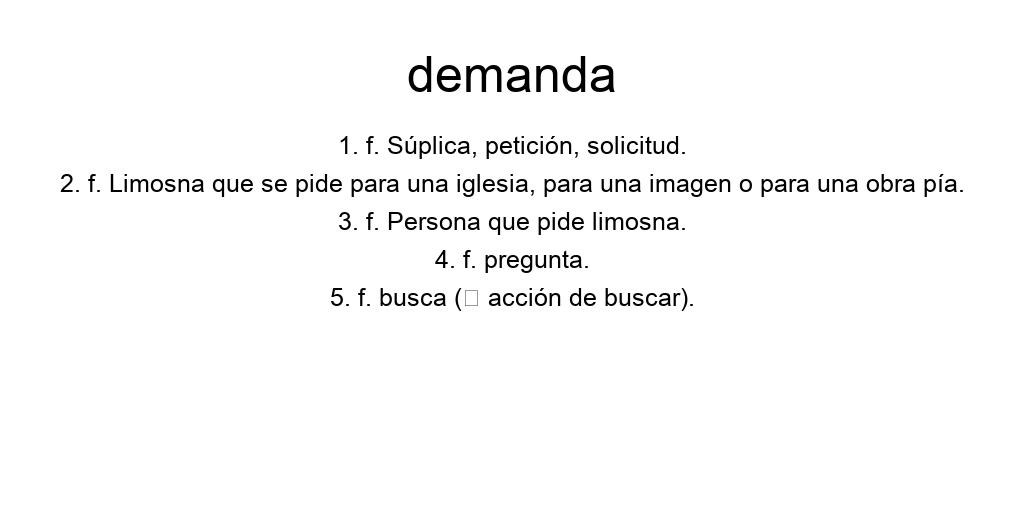 demanda
1. f. Súplica, petición, solicitud.
2. f. Limosna que se pide para una iglesia, para una imagen o para una obra pía.
3. f. Persona que pide limosna.
4. f. pregunta.
5. f. busca (□ acción de buscar).